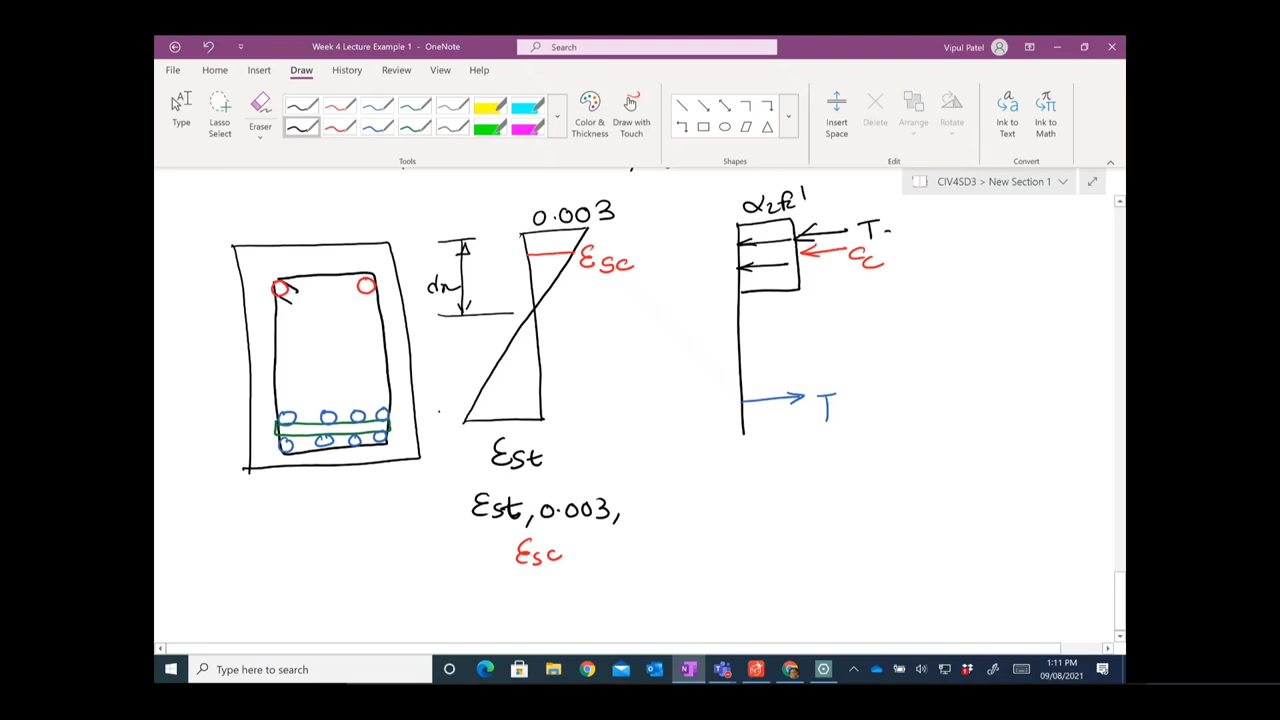 Week 4 Lecture Example 1 - OneNote
Search
Vipul Patel
File Home Insert Draw History Review View Help
Type
Lasso Select
Eraser
Color & Thickness
Draw with Touch
Insert Space
Delete
Arrange
Rotate
Ink to Text
Ink to Math
Tools
Shapes
Edit
Convert
CIV4SD3 > New Section 1
0.003
α2fc'
T
εsc
Cc
dn
T
εst
εst, 0.003,
εsc
Type here to search
1:11 PM
09/08/2021